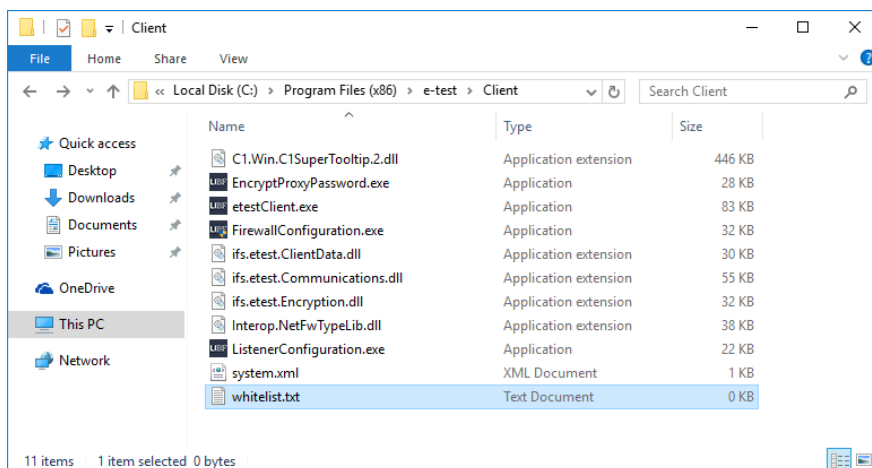 Client
File Home Share View
« Local Disk (C:) > Program Files (x86) > e-test > Client Search Client
Name Type Size
Quick access
Desktop
Downloads
Documents
Pictures
OneDrive
This PC
Network
C1.Win.C1SuperTooltip.2.dll Application extension 446 KB
LIBF EncryptProxyPassword.exe Application 28 KB
LIBF etestClient.exe Application 83 KB
LIBF FirewallConfiguration.exe Application 32 KB
ifs.etest.ClientData.dll Application extension 30 KB
ifs.etest.Communications.dll Application extension 55 KB
ifs.etest.Encryption.dll Application extension 32 KB
Interop.NetFwTypeLib.dll Application extension 38 KB
LIBF ListenerConfiguration.exe Application 22 KB
system.xml XML Document 1 KB
whitelist.txt Text Document 0 KB
11 items 1 item selected 0 bytes